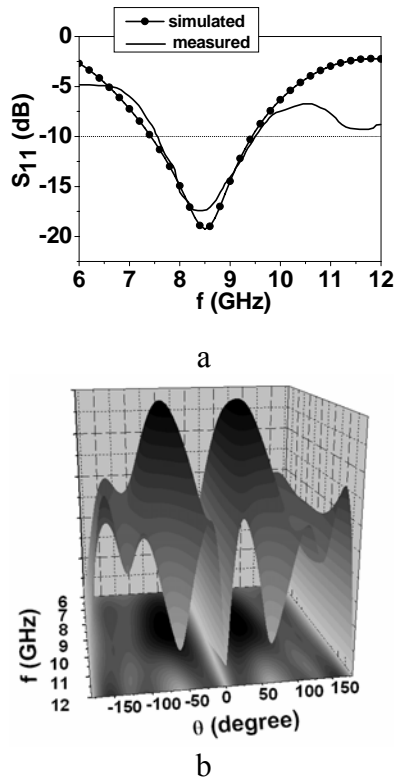 simulated
measured
0
-5
-10
-15
-20
S11 (dB)
6 7 8 9 10 11 12
f (GHz)
a
6
7
8
9
10
11
12
f (GHz)
-150 -100 -50 0 50 100 150
θ (degree)
b